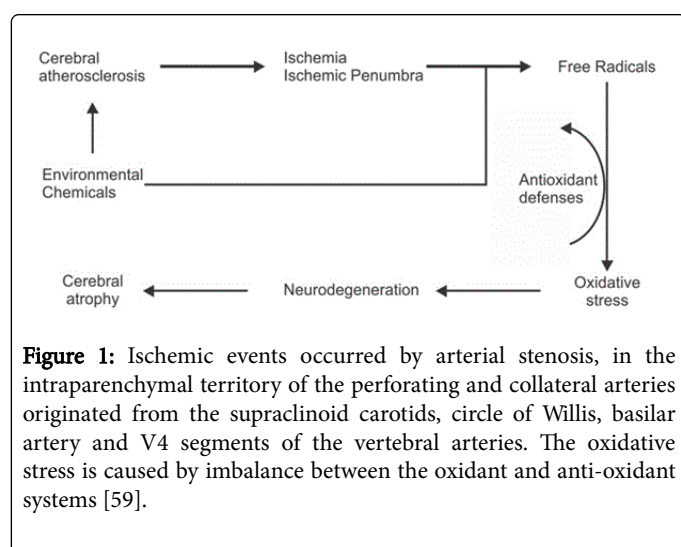 Cerebral
atherosclerosis
Ischemia
Ischemic Penumbra
Free Radicals
Environmental
Chemicals
Antioxidant
defenses
Cerebral
atrophy
Neurodegeneration
Oxidative
stress
Figure 1: Ischemic events occurred by arterial stenosis, in the
intraparenchymal territory of the perforating and collateral arteries
originated from the supraclinoid carotids, circle of Willis, basilar
artery and V4 segments of the vertebral arteries. The oxidative
stress is caused by imbalance between the oxidant and anti-oxidant
systems [59].